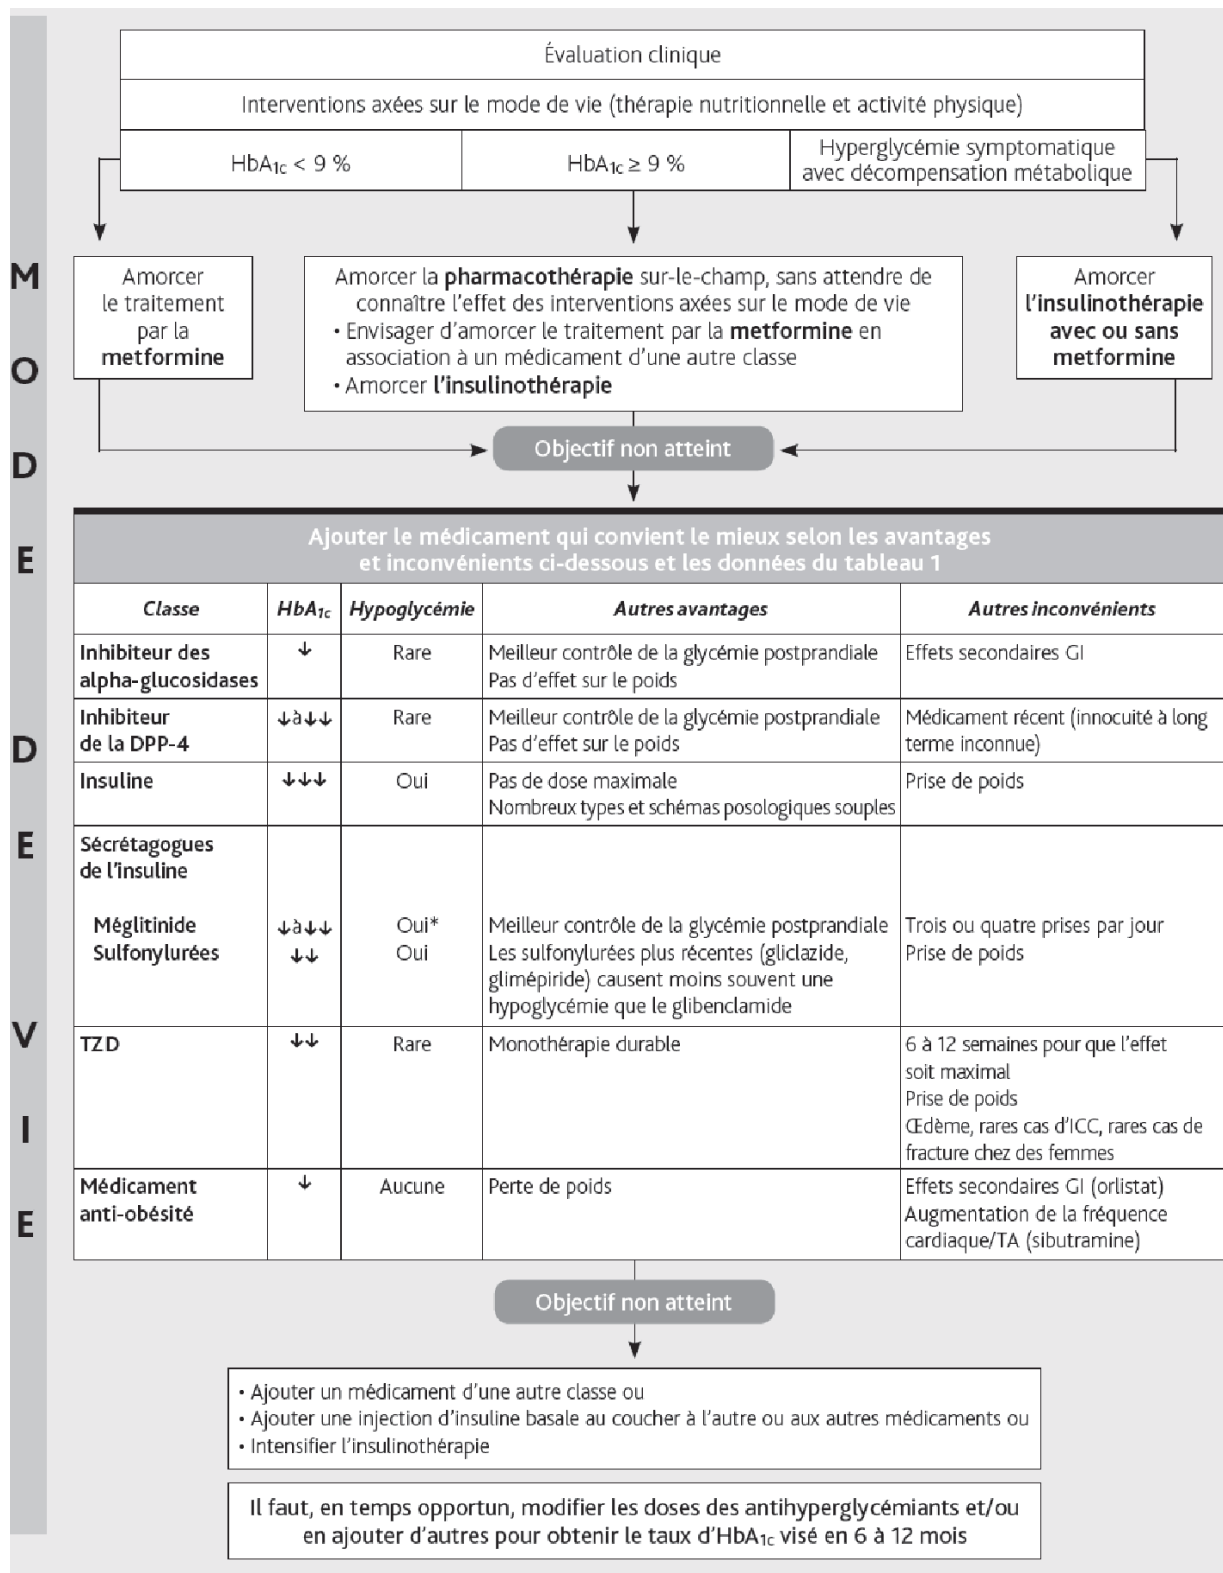 Évaluation clinique
Interventions axées sur le mode de vie (thérapie nutritionnelle et activité physique)
HbA1c < 9 %
HbA1c ≥ 9 %
Hyperglycémie symptomatique
avec décompensation métabolique
Amorcer
le traitement
par la
metformine
Amorcer la pharmacothérapie sur-le-champ, sans attendre de
connaître l'effet des interventions axées sur le mode de vie
• Envisager d'amorcer le traitement par la metformine en
association à un médicament d'une autre classe
• Amorcer l'insulinothérapie
Amorcer
l'insulinothérapie
avec ou sans
metformine
Objectif non atteint
Ajouter le médicament qui convient le mieux selon les avantages
et inconvénients ci-dessous et les données du tableau 1
Classe HbA1c Hypoglycémie Autres avantages Autres inconvénients
Inhibiteur des ↓ Rare Meilleur contrôle de la glycémie postprandiale Effets secondaires GI
alpha-glucosidases Pas d'effet sur le poids
Inhibiteur ↓à↓↓ Rare Meilleur contrôle de la glycémie postprandiale Médicament récent (innocuité à long
de la DPP-4 Pas d'effet sur le poids terme inconnue)
Insuline ↓↓↓ Oui Pas de dose maximale Prise de poids
Nombreux types et schémas posologiques souples
Sécrétagogues
de l'insuline
Méglitinide ↓à↓↓ Oui* Meilleur contrôle de la glycémie postprandiale Trois ou quatre prises par jour
Sulfonylurées ↓↓ Oui Les sulfonylurées plus récentes (gliclazide, Prise de poids
glimépiride) causent moins souvent une
hypoglycémie que le glibenclamide
TZD ↓↓ Rare Monothérapie durable 6 à 12 semaines pour que l'effet
soit maximal
Prise de poids
Œdème, rares cas d'ICC, rares cas de
fracture chez des femmes
Médicament ↓ Aucune Perte de poids Effets secondaires GI (orlistat)
anti-obésité Augmentation de la fréquence
cardiaque/TA (sibutramine)
Objectif non atteint
• Ajouter un médicament d'une autre classe ou
• Ajouter une injection d'insuline basale au coucher à l'autre ou aux autres médicaments ou
• Intensifier l'insulinothérapie
Il faut, en temps opportun, modifier les doses des antihyperglycémiants et/ou
en ajouter d'autres pour obtenir le taux d'HbA1c visé en 6 à 12 mois
M
O
D
E
D
E
V
I
E